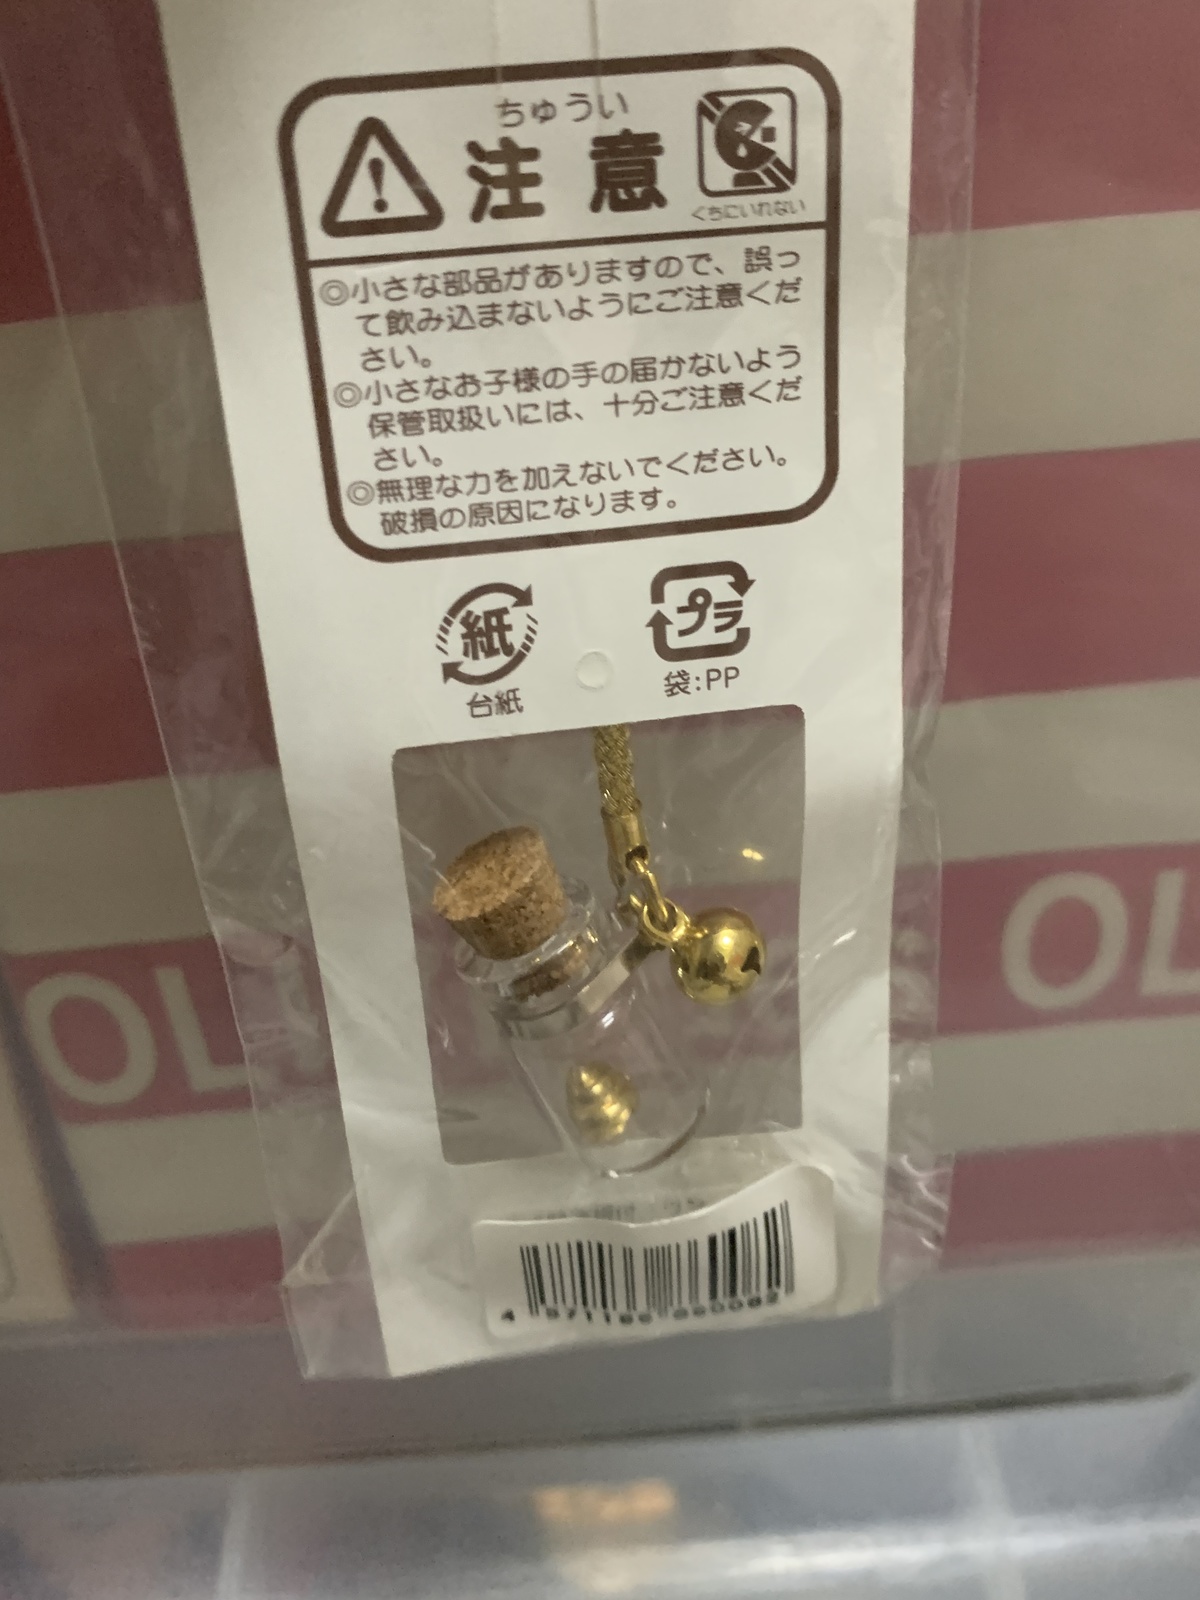 ちゅうい
注意
くちにいれない
◎小さな部品がありますので、誤っ
て飲み込まないようにご注意くだ
さい。
◎小さなお子様の手の届かないよう
保管取扱いには、十分ご注意くだ
さい。
◎無理な力を加えないでください。
破損の原因になります。
紙
プラ
台紙
袋:PP
OL
OL